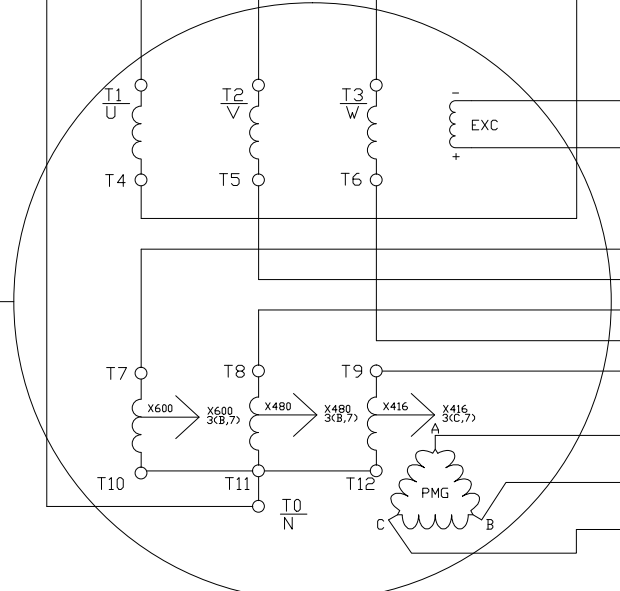 T1
U
T2
V
T3
W
-
EXC
+
T4
T5
T6
T7
T8
T9
X600
X600
3(B,7)
X480
X480
3(B,7)
X416
X416
3(C,7)
A
T10
T11
T12
PMG
T0
N
C
B